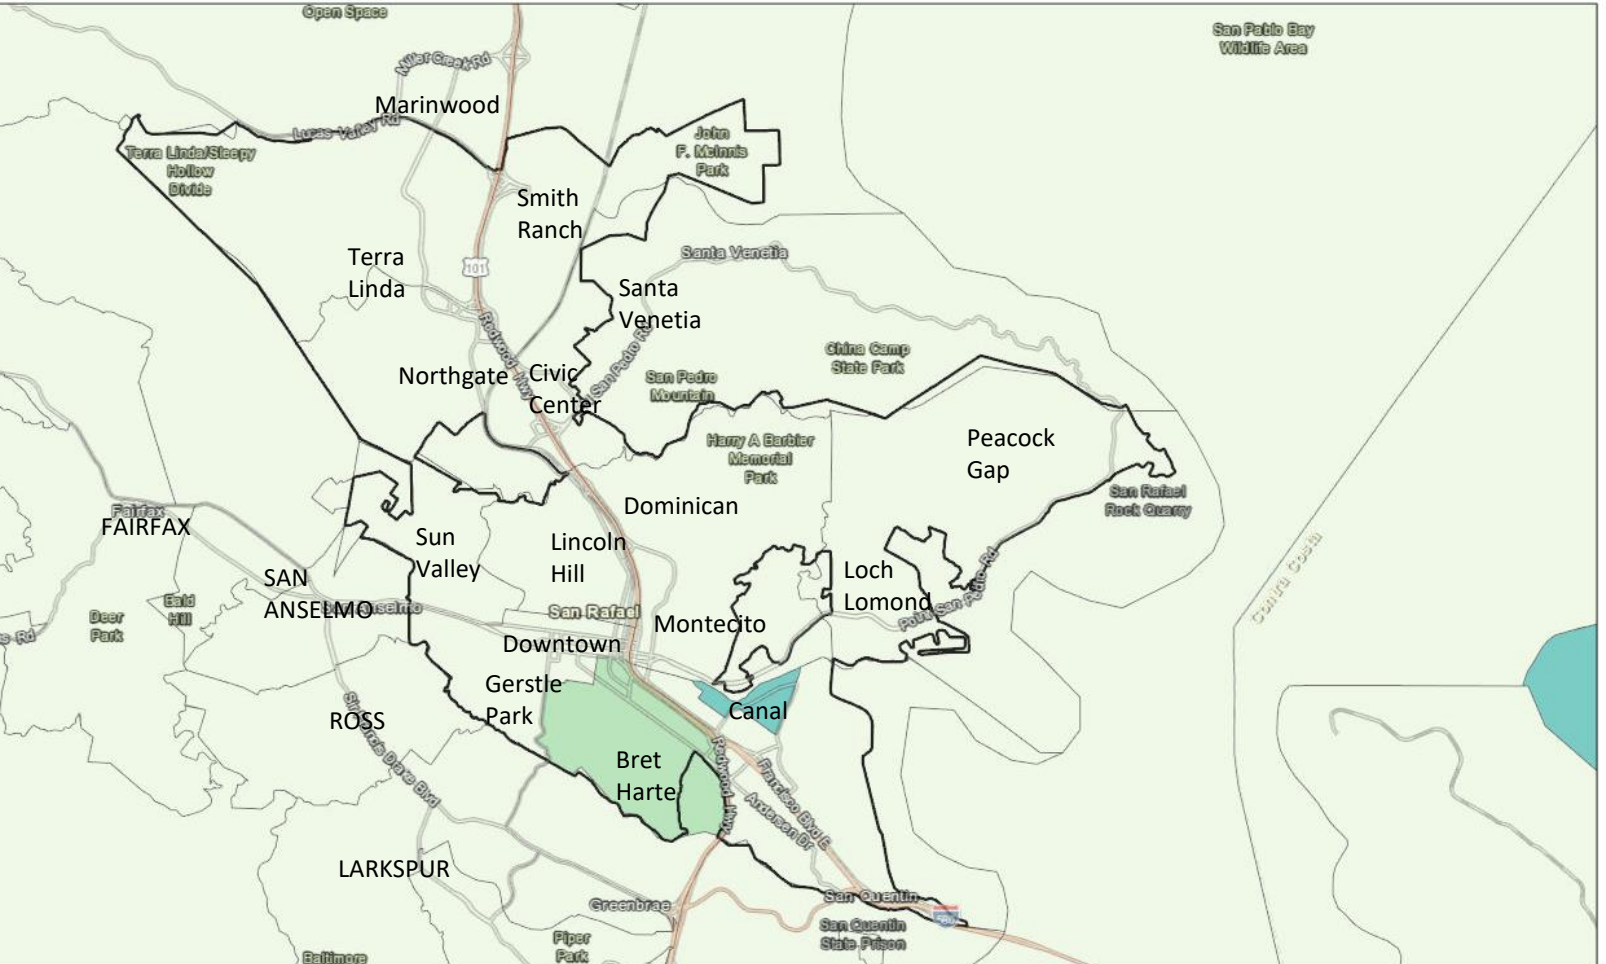 Open Space
San Pablo Bay
Wildlife Area
Miller Creek Rd
Marinwood
Lucas Valley Rd
John
F. McInnis
Park
Terra Linda/Sleepy
Hollow
Divide
Smith
Ranch
Santa Venetia
Terra
Linda
101
Santa
Venetia
Redwood Hwy
San Pedro Rd
China Camp
State Park
Northgate
Civic
Center
San Pedro
Mountain
Peacock
Gap
Harry A Barbier
Memorial
Park
San Rafael
Rock Quarry
Dominican
Fairfax
FAIRFAX
Sun
Valley
Lincoln
Hill
Loch
Lomond
Point San Pedro Rd
Contra Costa
SAN
ANSELMO
San Anselmo
Bald
Hill
Deer
Park
s Rd
San Rafael
Montecito
Downtown
Gerstle
Park
Canal
ROSS
Sir Francis Drake Blvd
Bret
Harte
Redwood Hwy
Francisco Blvd E
Anderson Dr
LARKSPUR
Greenbrae
San Quentin
580
San Quentin
State Prison
Piper
Park
Baltimore